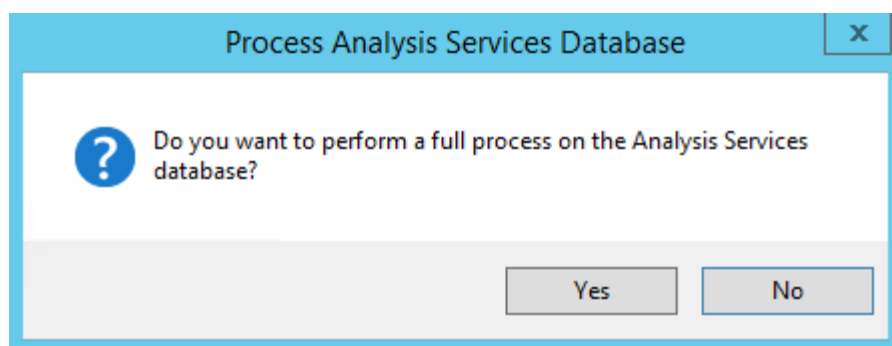 Process Analysis Services Database
x
Do you want to perform a full process on the Analysis Services
database?
Yes No